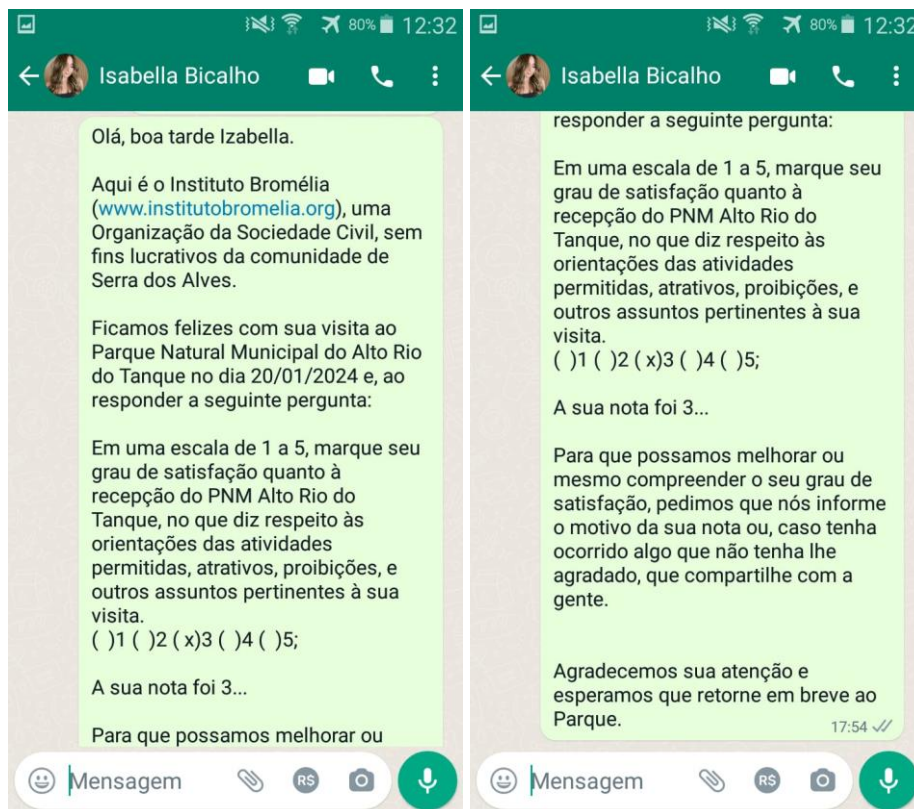 80% 12:32
Isabella Bicalho
Olá, boa tarde Izabella.
Aqui é o Instituto Bromélia
(www.institutobromelia.org), uma
Organização da Sociedade Civil, sem
fins lucrativos da comunidade de
Serra dos Alves.
Ficamos felizes com sua visita ao
Parque Natural Municipal do Alto Rio
do Tanque no dia 20/01/2024 e, ao
responder a seguinte pergunta:
Em uma escala de 1 a 5, marque seu
grau de satisfação quanto à
recepção do PNM Alto Rio do
Tanque, no que diz respeito às
orientações das atividades
permitidas, atrativos, proibições, e
outros assuntos pertinentes à sua
visita.
( )1 ( )2 ( x)3 ( )4 ( )5;
A sua nota foi 3...
Para que possamos melhorar ou
Mensagem
R$
80% 12:32
Isabella Bicalho
responder a seguinte pergunta:
Em uma escala de 1 a 5, marque seu
grau de satisfação quanto à
recepção do PNM Alto Rio do
Tanque, no que diz respeito às
orientações das atividades
permitidas, atrativos, proibições, e
outros assuntos pertinentes à sua
visita.
( )1 ( )2 ( x)3 ( )4 ( )5;
A sua nota foi 3...
Para que possamos melhorar ou
mesmo compreender o seu grau de
satisfação, pedimos que nós informe
o motivo da sua nota ou, caso tenha
ocorrido algo que não tenha lhe
agradado, que compartilhe com a
gente.
Agradecemos sua atenção e
esperamos que retorne em breve ao
Parque.
17:54
Mensagem
R$